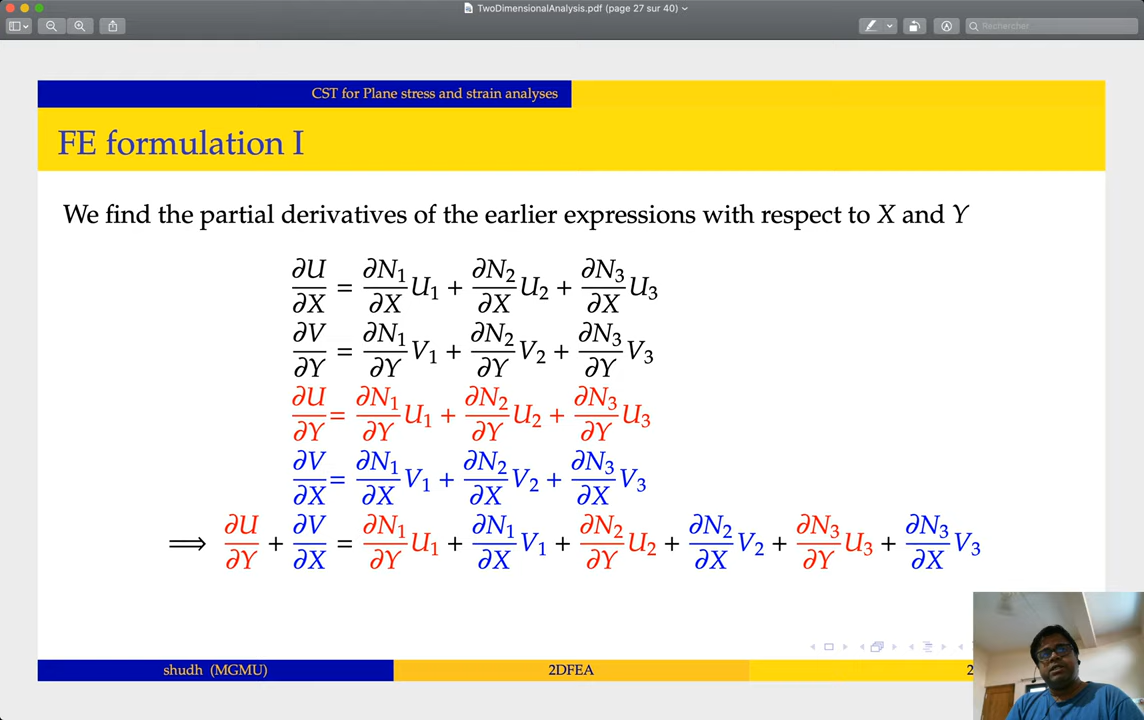 TwoDimensionalAnalysis.pdf (page 27 sur 40)
Rechercher
CST for Plane stress and strain analyses
FE formulation I
We find the partial derivatives of the earlier expressions with respect to X and Y
∂U/∂X = ∂N₁/∂X U₁ + ∂N₂/∂X U₂ + ∂N₃/∂X U₃
∂V/∂Y = ∂N₁/∂Y V₁ + ∂N₂/∂Y V₂ + ∂N₃/∂Y V₃
∂U/∂Y = ∂N₁/∂Y U₁ + ∂N₂/∂Y U₂ + ∂N₃/∂Y U₃
∂V/∂X = ∂N₁/∂X V₁ + ∂N₂/∂X V₂ + ∂N₃/∂X V₃
⟹ ∂U/∂Y + ∂V/∂X = ∂N₁/∂Y U₁ + ∂N₁/∂X V₁ + ∂N₂/∂Y U₂ + ∂N₂/∂X V₂ + ∂N₃/∂Y U₃ + ∂N₃/∂X V₃
shudh (MGMU) 2DFEA 2